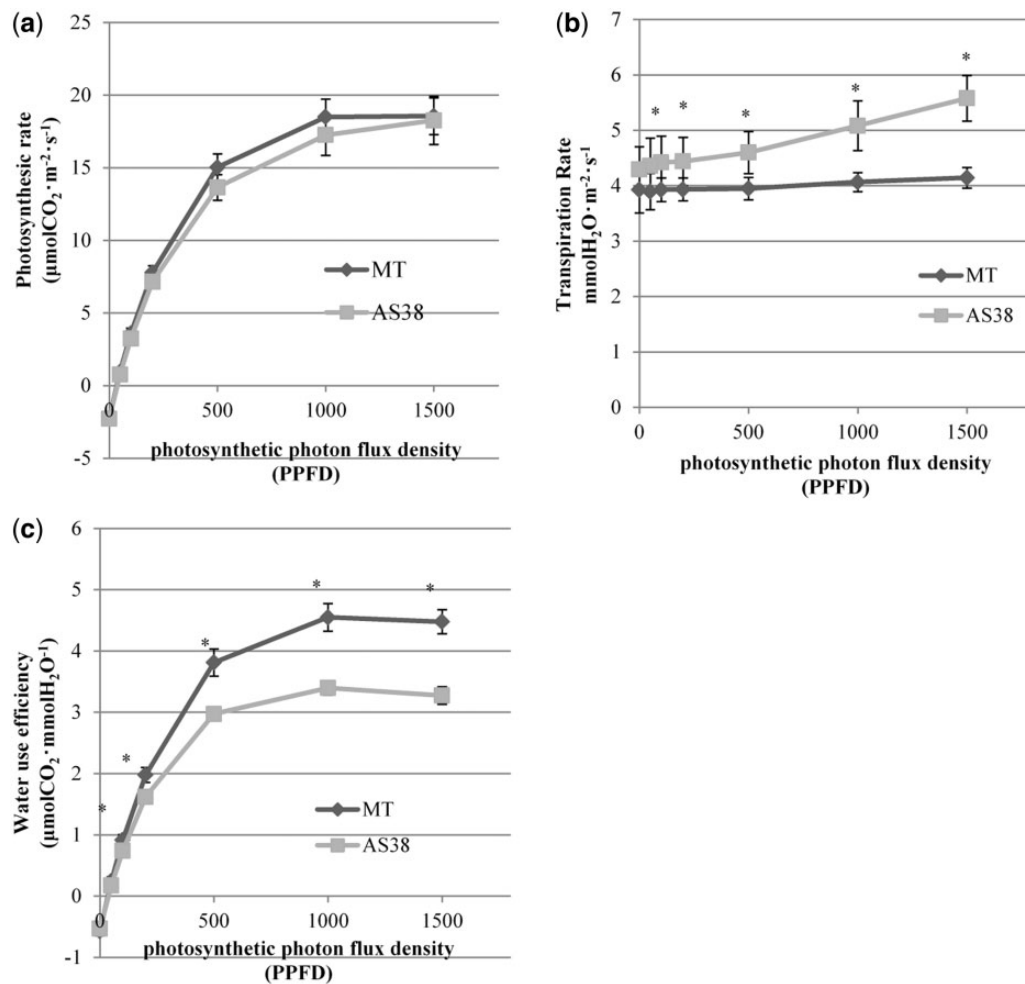 (a)
25
20
15
10
5
0
-5
Photosynthesic rate
(μmolCO₂·m⁻²·s⁻¹)
MT
AS38
0 500 1000 1500
photosynthetic photon flux density
(PPFD)
(b)
7
6
5
4
3
2
1
0
Transpiration Rate
mmolH₂O·m⁻²·s⁻¹)
* * * * *
MT
AS38
0 500 1000 1500
photosynthetic photon flux density
(PPFD)
(c)
6
5
4
3
2
1
0
-1
Water use efficiency
(μmolCO₂·mmolH₂O⁻¹)
* * * * *
MT
AS38
0 500 1000 1500
photosynthetic photon flux density
(PPFD)